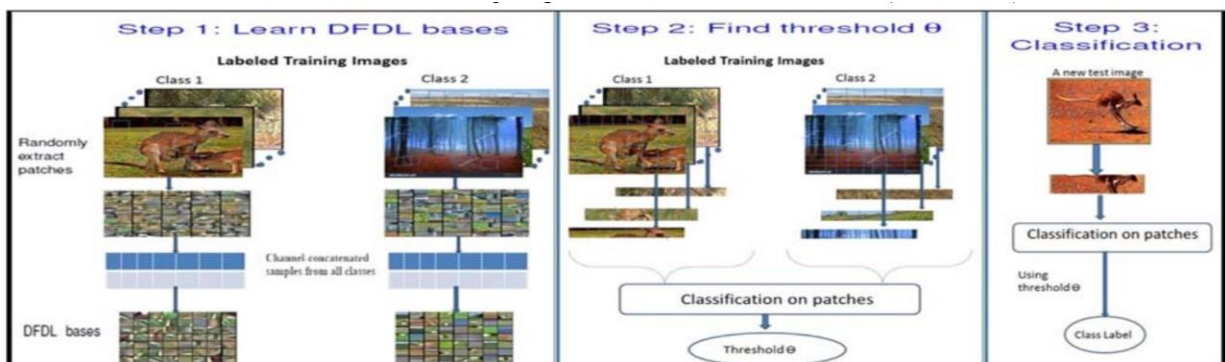 Step 1: Learn DFDL bases
Labeled Training Images
Class 1
Class 2
Randomly
extract
patches
Channel-concatenated
samples from all classes
DFDL bases
Step 2: Find threshold θ
Labeled Training Images
Class 1
Class 2
Classification on patches
Threshold Θ
Step 3:
Classification
A new test image
Classification on patches
Using
threshold Θ
Class Label